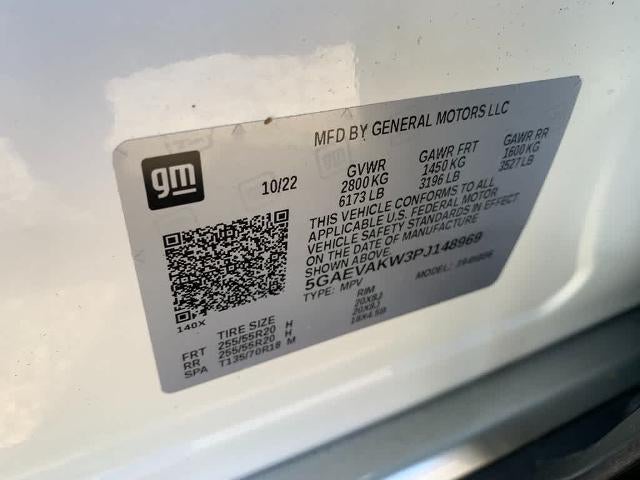 MFD BY GENERAL MOTORS LLC
gm
10/22
GVWR GAWR FRT GAWR RR
2800 KG 1450 KG 1600 KG
6173 LB 3196 LB 3527 LB
THIS VEHICLE CONFORMS TO ALL
APPLICABLE U.S. FEDERAL MOTOR
VEHICLE SAFETY STANDARDS IN EFFECT
ON THE DATE OF MANUFACTURE
SHOWN ABOVE.
5GAEVAKW3PJ148969
TYPE: MPV MODEL:
140X
TIRE SIZE RIM
FRT 255/55R20 H 20X8J
RR 255/55R20 H 20X8J
SPA T135/70R18 M 18X4.5B